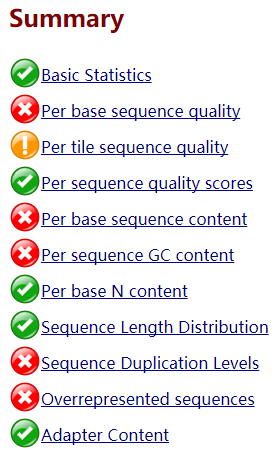 Summary
Basic Statistics
Per base sequence quality
Per tile sequence quality
Per sequence quality scores
Per base sequence content
Per sequence GC content
Per base N content
Sequence Length Distribution
Sequence Duplication Levels
Overrepresented sequences
Adapter Content